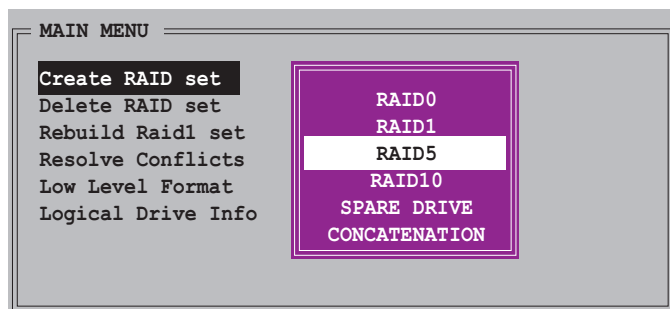 MAIN MENU
Create RAID set
Delete RAID set
Rebuild Raid1 set
Resolve Conflicts
Low Level Format
Logical Drive Info
RAID0
RAID1
RAID5
RAID10
SPARE DRIVE
CONCATENATION